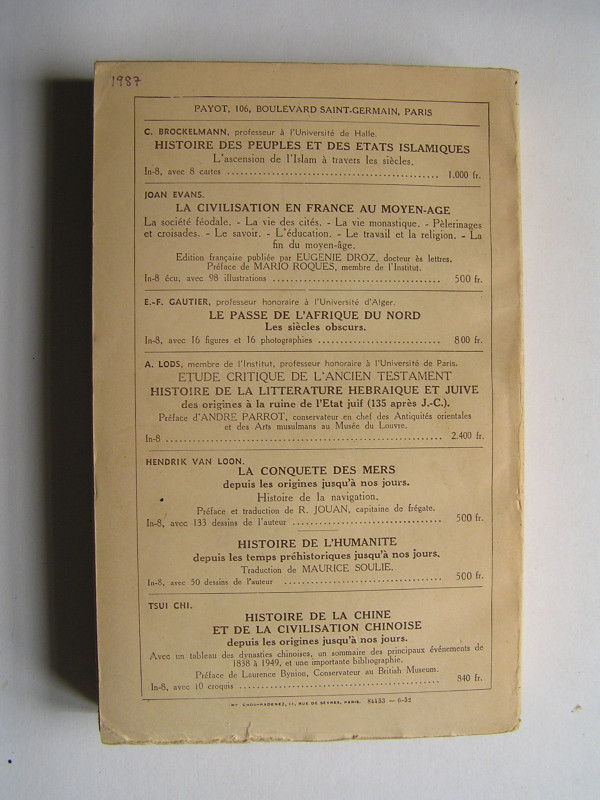 1987
PAYOT, 106, BOULEVARD SAINT-GERMAIN, PARIS
C. BROCKELMANN, professeur à l'Université de Halle.
HISTOIRE DES PEUPLES ET DES ETATS ISLAMIQUES
L'ascension de l'Islam à travers les siècles.
In-8, avec 8 cartes ........ 1.000 fr.
JOAN EVANS.
LA CIVILISATION EN FRANCE AU MOYEN-AGE
La société féodale. - La vie des cités. - La vie monastique. - Pèlerinages
et croisades. - Le savoir. - L'éducation. - Le travail et la religion. - La
fin du moyen-âge.
Edition française publiée par EUGENIE DROZ, docteur ès lettres.
Préface de MARIO ROQUES, membre de l'Institut.
In-8 écu, avec 98 illustrations ........ 500 fr.
E.-F. GAUTIER, professeur honoraire à l'Université d'Alger.
LE PASSE DE L'AFRIQUE DU NORD
Les siècles obscurs.
In-8, avec 16 figures et 16 photographies ........ 800 fr.
A. LODS, membre de l'Institut, professeur honoraire à l'Université de Paris.
ETUDE CRITIQUE DE L'ANCIEN TESTAMENT
HISTOIRE DE LA LITTERATURE HEBRAIQUE ET JUIVE
des origines à la ruine de l'Etat juif (135 après J.-C.).
Préface d'ANDRE PARROT, conservateur en chef des Antiquités orientales
et des Arts musulmans au Musée du Louvre.
In-8 ........ 2.400 fr.
HENDRIK VAN LOON.
LA CONQUETE DES MERS
depuis les origines jusqu'à nos jours.
Histoire de la navigation.
Préface et traduction de R. JOUAN, capitaine de frégate.
In-8, avec 133 dessins de l'auteur ........ 500 fr.
HISTOIRE DE L'HUMANITE
depuis les temps préhistoriques jusqu'à nos jours.
Traduction de MAURICE SOULIE.
In-8, avec 50 dessins de l'auteur ........ 500 fr.
TSUI CHI.
HISTOIRE DE LA CHINE
ET DE LA CIVILISATION CHINOISE
depuis les origines jusqu'à nos jours.
Avec un tableau des dynasties chinoises, un sommaire des principaux événements de
1838 à 1949, et une importante bibliographie.
Préface de Laurence Bynion, Conservateur au British Museum.
In-8, avec 10 croquis ........ 840 fr.
11, RUE DE SÈVRES, PARIS. 84453 — 6-52